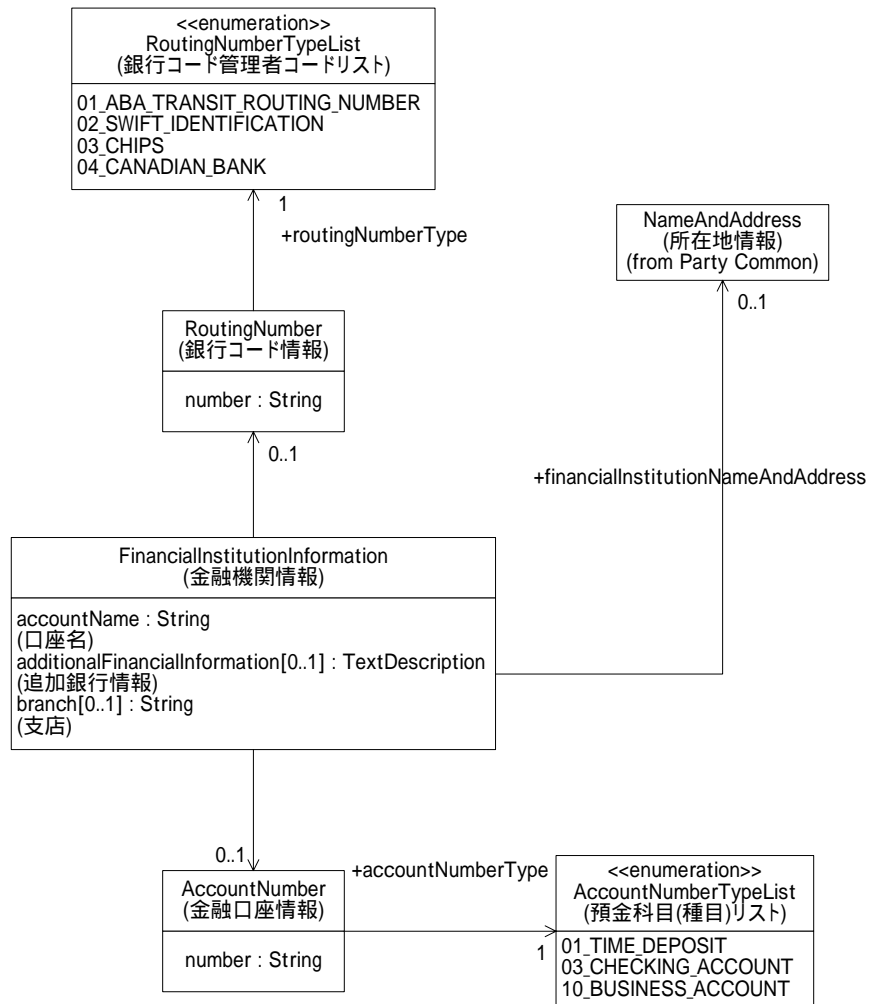 <<enumeration>>
RoutingNumberTypeList
(銀行コード管理者コードリスト)
01_ABA_TRANSIT_ROUTING_NUMBER
02_SWIFT_IDENTIFICATION
03_CHIPS
04_CANADIAN_BANK
1
+routingNumberType
NameAndAddress
(所在地情報)
(from Party Common)
0..1
RoutingNumber
(銀行コード情報)
number : String
0..1
+financialInstitutionNameAndAddress
FinancialInstitutionInformation
(金融機関情報)
accountName : String
(口座名)
additionalFinancialInformation[0..1] : TextDescription
(追加銀行情報)
branch[0..1] : String
(支店)
0..1
AccountNumber
(金融口座情報)
number : String
+accountNumberType
1
<<enumeration>>
AccountNumberTypeList
(預金科目(種目)リスト)
01_TIME_DEPOSIT
03_CHECKING_ACCOUNT
10_BUSINESS_ACCOUNT